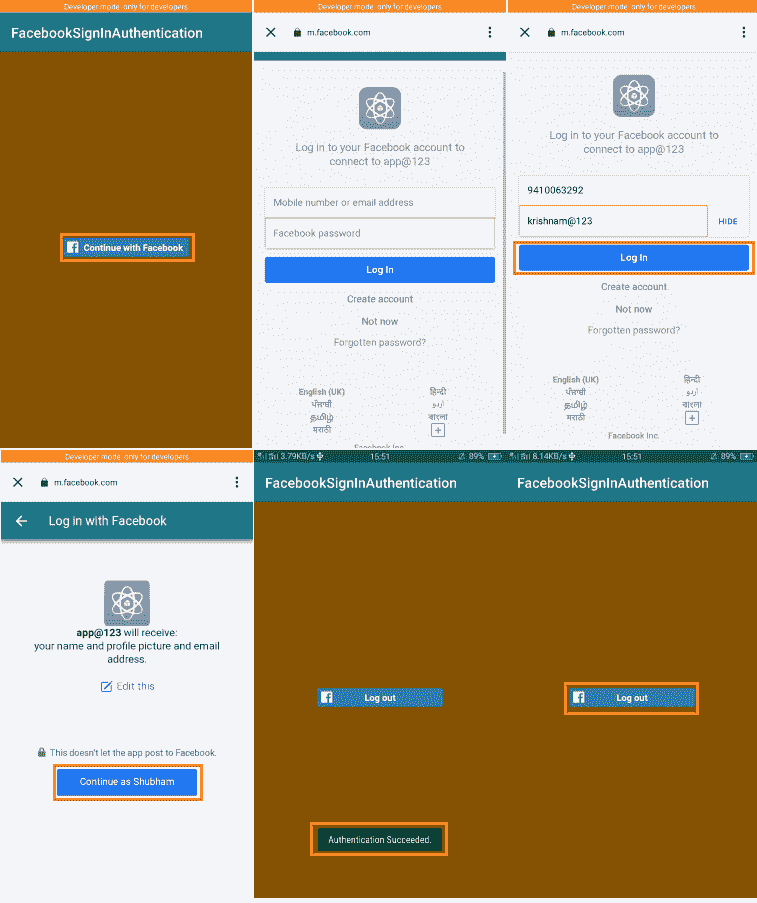 Developer mode: only for developers
FacebookSignInAuthentication
Continue with Facebook
Developer mode: only for developers
m.facebook.com
Log in to your Facebook account to
connect to app@123
Mobile number or email address
Facebook password
Log In
Create account
Not now
Forgotten password?
English (UK)
हिन्दी
ਪੰਜਾਬੀ
اردو
தமிழ்
বাংলা
मराठी
Facebook Inc.
Developer mode: only for developers
m.facebook.com
Log in to your Facebook account to
connect to app@123
9410063292
krishnam@123
HIDE
Log In
Create account
Not now
Forgotten password?
English (UK)
हिन्दी
ਪੰਜਾਬੀ
اردو
தமிழ்
বাংলা
मराठी
Facebook Inc.
Developer mode: only for developers
m.facebook.com
Log in with Facebook
app@123 will receive:
your name and profile picture and email
address.
Edit this
This doesn't let the app post to Facebook.
Continue as Shubham
3.79KB/s 15:51 89%
FacebookSignInAuthentication
Log out
Authentication Succeeded.
8.14KB/s 15:51 89%
FacebookSignInAuthentication
Log out